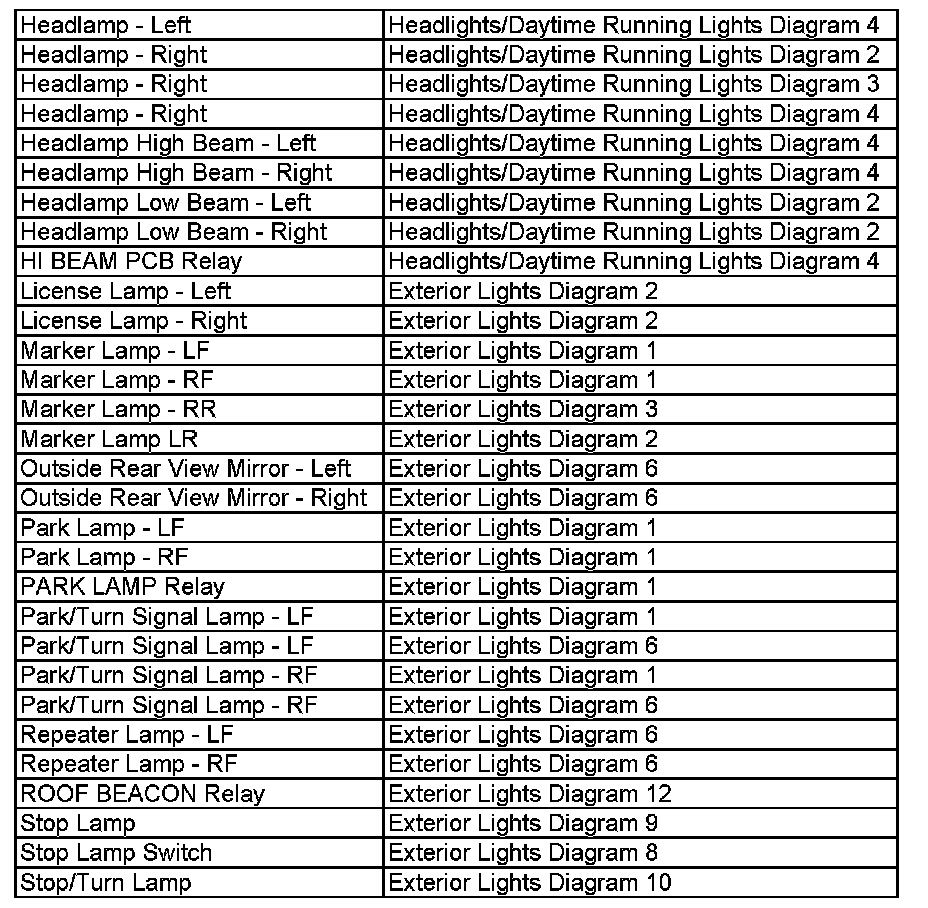 Headlamp - Left Headlights/Daytime Running Lights Diagram 4
Headlamp - Right Headlights/Daytime Running Lights Diagram 2
Headlamp - Right Headlights/Daytime Running Lights Diagram 3
Headlamp - Right Headlights/Daytime Running Lights Diagram 4
Headlamp High Beam - Left Headlights/Daytime Running Lights Diagram 4
Headlamp High Beam - Right Headlights/Daytime Running Lights Diagram 4
Headlamp Low Beam - Left Headlights/Daytime Running Lights Diagram 2
Headlamp Low Beam - Right Headlights/Daytime Running Lights Diagram 2
HI BEAM PCB Relay Headlights/Daytime Running Lights Diagram 4
License Lamp - Left Exterior Lights Diagram 2
License Lamp - Right Exterior Lights Diagram 2
Marker Lamp - LF Exterior Lights Diagram 1
Marker Lamp - RF Exterior Lights Diagram 1
Marker Lamp - RR Exterior Lights Diagram 3
Marker Lamp LR Exterior Lights Diagram 2
Outside Rear View Mirror - Left Exterior Lights Diagram 6
Outside Rear View Mirror - Right Exterior Lights Diagram 6
Park Lamp - LF Exterior Lights Diagram 1
Park Lamp - RF Exterior Lights Diagram 1
PARK LAMP Relay Exterior Lights Diagram 1
Park/Turn Signal Lamp - LF Exterior Lights Diagram 1
Park/Turn Signal Lamp - LF Exterior Lights Diagram 6
Park/Turn Signal Lamp - RF Exterior Lights Diagram 1
Park/Turn Signal Lamp - RF Exterior Lights Diagram 6
Repeater Lamp - LF Exterior Lights Diagram 6
Repeater Lamp - RF Exterior Lights Diagram 6
ROOF BEACON Relay Exterior Lights Diagram 12
Stop Lamp Exterior Lights Diagram 9
Stop Lamp Switch Exterior Lights Diagram 8
Stop/Turn Lamp Exterior Lights Diagram 10